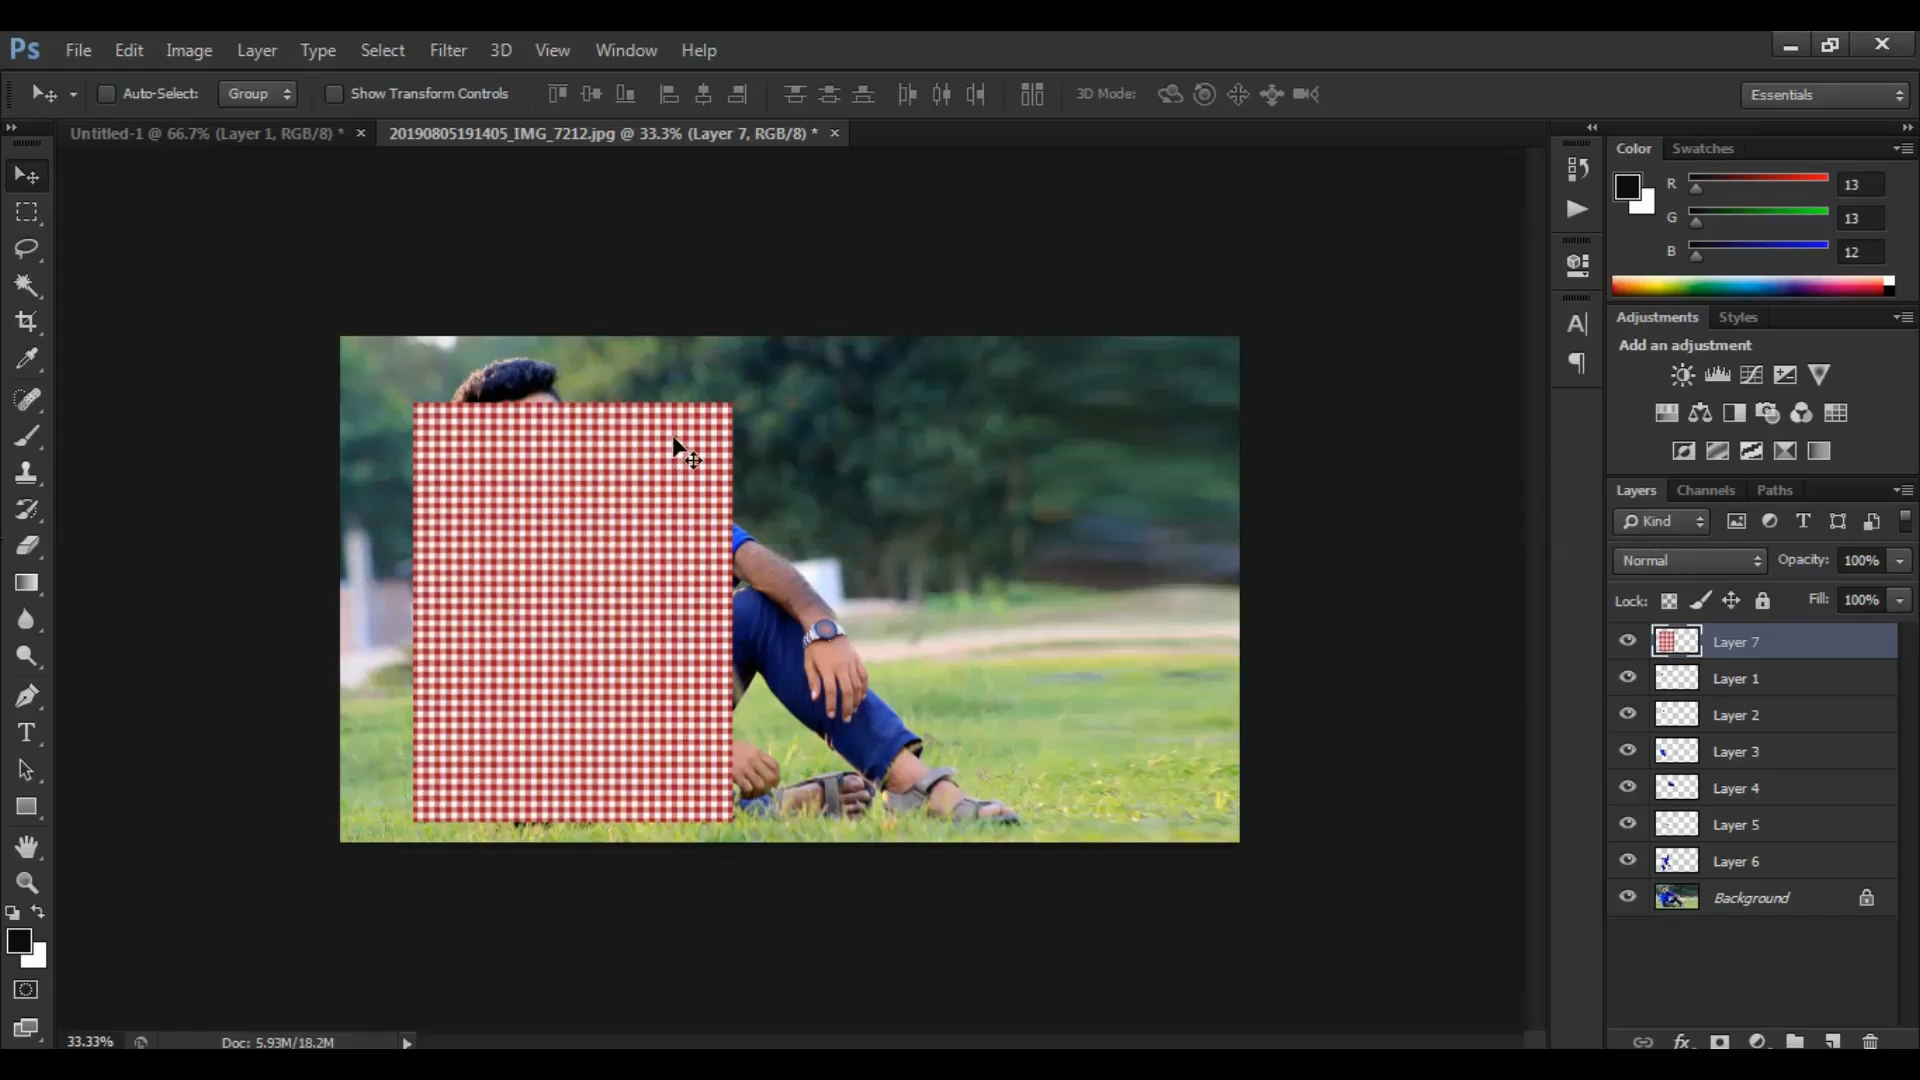 Ps File Edit Image Layer Type Select Filter 3D View Window Help
Auto-Select: Group Show Transform Controls 3D Mode: Essentials
Untitled-1 @ 66.7% (Layer 1, RGB/8) * × 20190805191405_IMG_7212.jpg @ 33.3% (Layer 7, RGB/8) * ×
Color Swatches
R 13
G 13
B 12
Adjustments Styles
Add an adjustment
Layers Channels Paths
Kind
Normal Opacity: 100%
Lock: Fill: 100%
Layer 7
Layer 1
Layer 2
Layer 3
Layer 4
Layer 5
Layer 6
Background
33.33% Doc: 5.93M/18.2M
fx